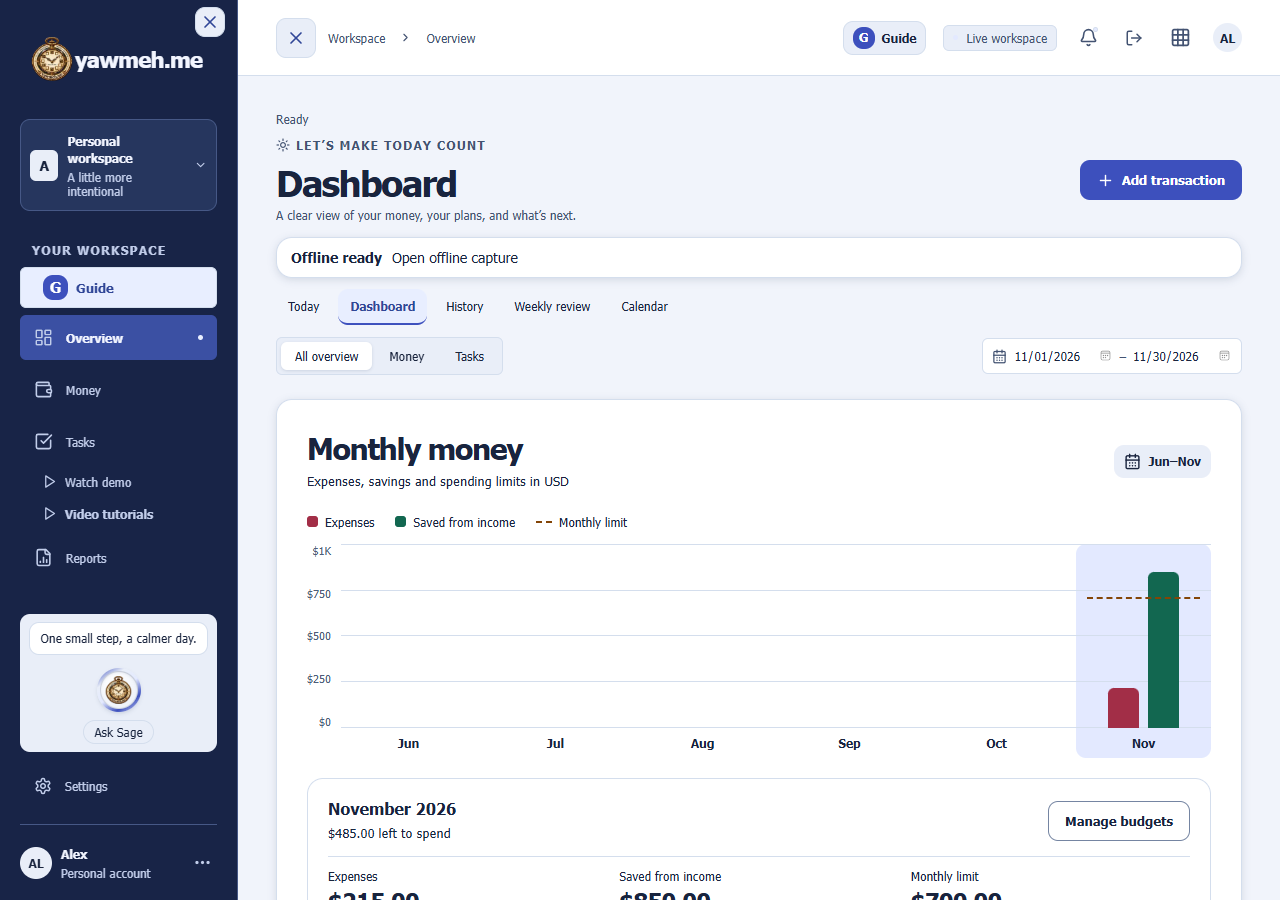 yawmeh.me
A
Personal workspace
A little more intentional
YOUR WORKSPACE
G Guide
Overview
Money
Tasks
Watch demo
Video tutorials
Reports
One small step, a calmer day.
Ask Sage
Settings
AL
Alex
Personal account
Workspace > Overview
G Guide
Live workspace
AL
Ready
LET’S MAKE TODAY COUNT
Dashboard
A clear view of your money, your plans, and what’s next.
+ Add transaction
Offline ready Open offline capture
Today Dashboard History Weekly review Calendar
All overview Money Tasks
11/01/2026 – 11/30/2026
Monthly money
Expenses, savings and spending limits in USD
Jun–Nov
Expenses Saved from income Monthly limit
$1K
$750
$500
$250
$0
Jun Jul Aug Sep Oct Nov
November 2026
$485.00 left to spend
Manage budgets
Expenses Saved from income Monthly limit
$215.00 $850.00 $700.00